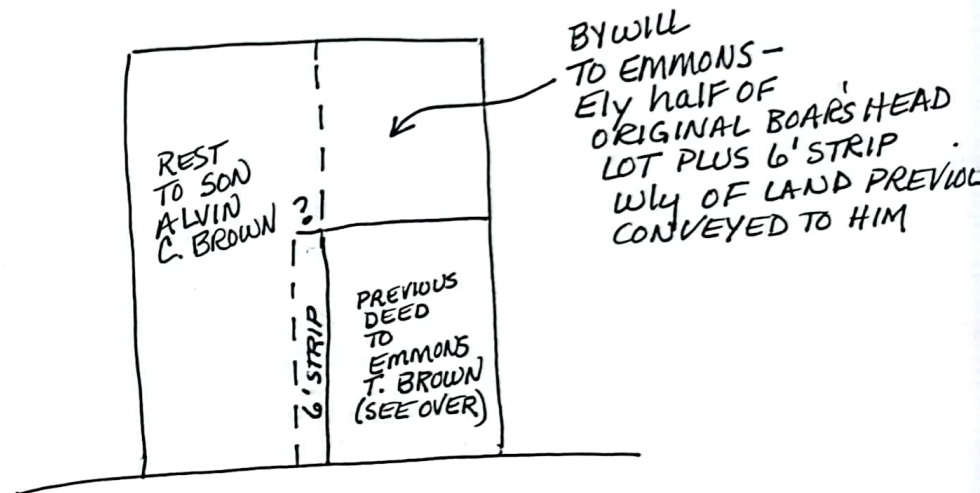 BY WILL
TO EMMONS –
Ely half OF
ORIGINAL BOAR'S HEAD
LOT PLUS 6' STRIP
Wly OF LAND
CONVEYED TO HIM
REST
TO SON
ALVIN
C. BROWN
?
6' STRIP
PREVIOUS
DEED
TO
EMMONS
T. BROWN
(SEE OVER)